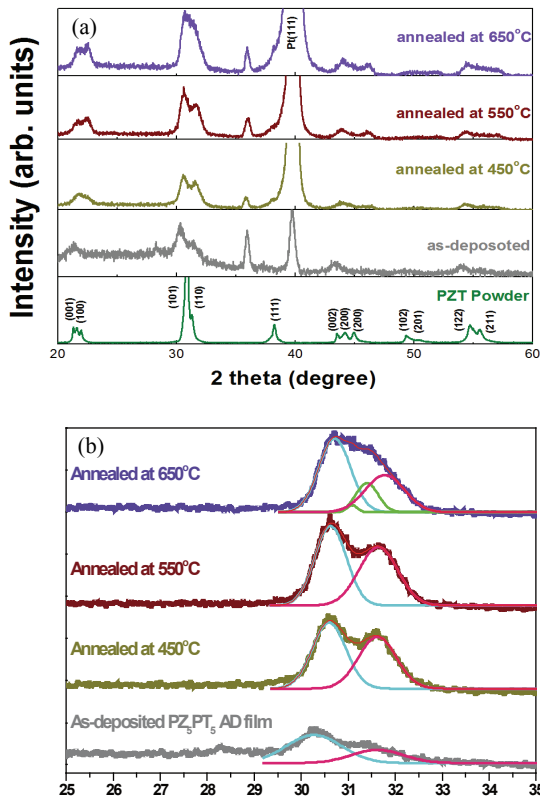 (a)
Pt(111)
annealed at 650°C
annealed at 550°C
annealed at 450°C
as-deposoted
PZT Powder
(001)
(100)
(101)
(110)
(111)
(002)
(200)
(200)
(102)
(201)
(122)
(211)
Intensity (arb. units)
20 30 40 50 60
2 theta (degree)
(b)
Annealed at 650°C
Annealed at 550°C
Annealed at 450°C
As-deposited PZ5PT5 AD film
25 26 27 28 29 30 31 32 33 34 35